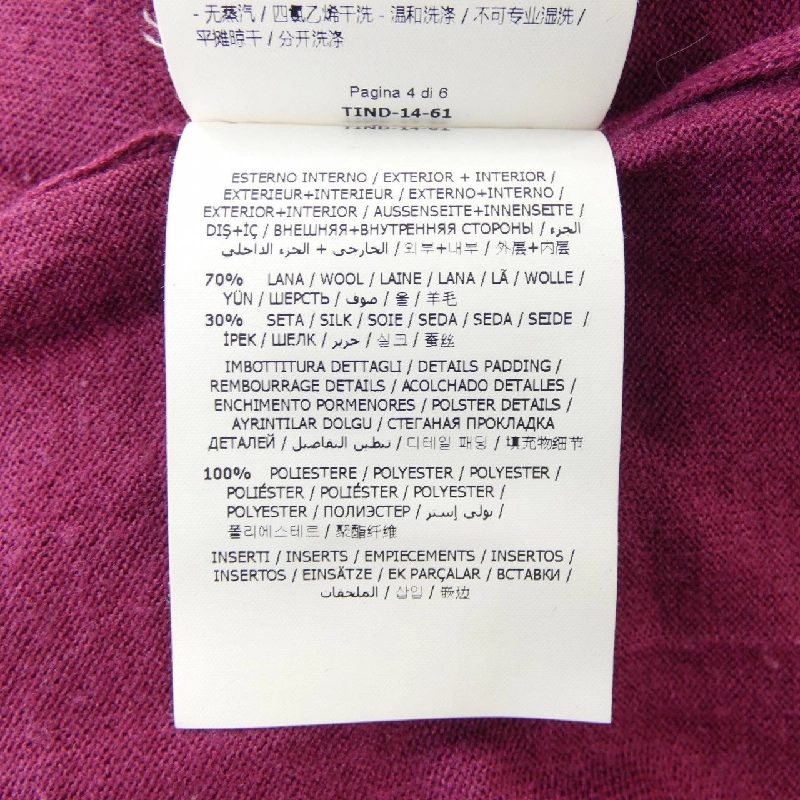 - 无蒸汽 / 四氯乙烯干洗 - 温和洗涤 / 不可专业湿洗 /
平摊晾干 / 分开洗涤
Pagina 4 di 6
TIND-14-61
TIND-14-61
ESTERNO INTERNO / EXTERIOR + INTERIOR /
EXTERIEUR+INTERIEUR / EXTERNO+INTERNO /
EXTERIOR+INTERIOR / AUSSENSEITE+INNENSEITE /
DIŞ+İÇ / ВНЕШНЯЯ+ВНУТРЕННЯЯ СТОРОНЫ / الجزء
الخارجي + الجزء الداخلي / 외부+내부 / 外层+内层
70% LANA / WOOL / LAINE / LANA / LÃ / WOLLE /
YÜN / ШЕРСТЬ / صوف / 울 / 羊毛
30% SETA / SILK / SOIE / SEDA / SEDA / SEIDE /
İPEK / ШЕЛК / حرير / 실크 / 蚕丝
IMBOTTITURA DETTAGLI / DETAILS PADDING /
REMBOURRAGE DETAILS / ACOLCHADO DETALLES /
ENCHIMENTO PORMENORES / POLSTER DETAILS /
AYRINTILAR DOLGU / СТЕГАНАЯ ПРОКЛАДКА
ДЕТАЛЕЙ / تبطين التفاصيل / 디테일 패딩 / 填充物细节
100% POLIESTERE / POLYESTER / POLYESTER /
POLIÉSTER / POLIÉSTER / POLYESTER /
POLYESTER / ПОЛИЭСТЕР / بولي إستر /
폴리에스테르 / 聚酯纤维
INSERTI / INSERTS / EMPIECEMENTS / INSERTOS /
INSERTOS / EINSÄTZE / EK PARÇALAR / ВСТАВКИ /
الملحقات / 삽입 / 嵌边